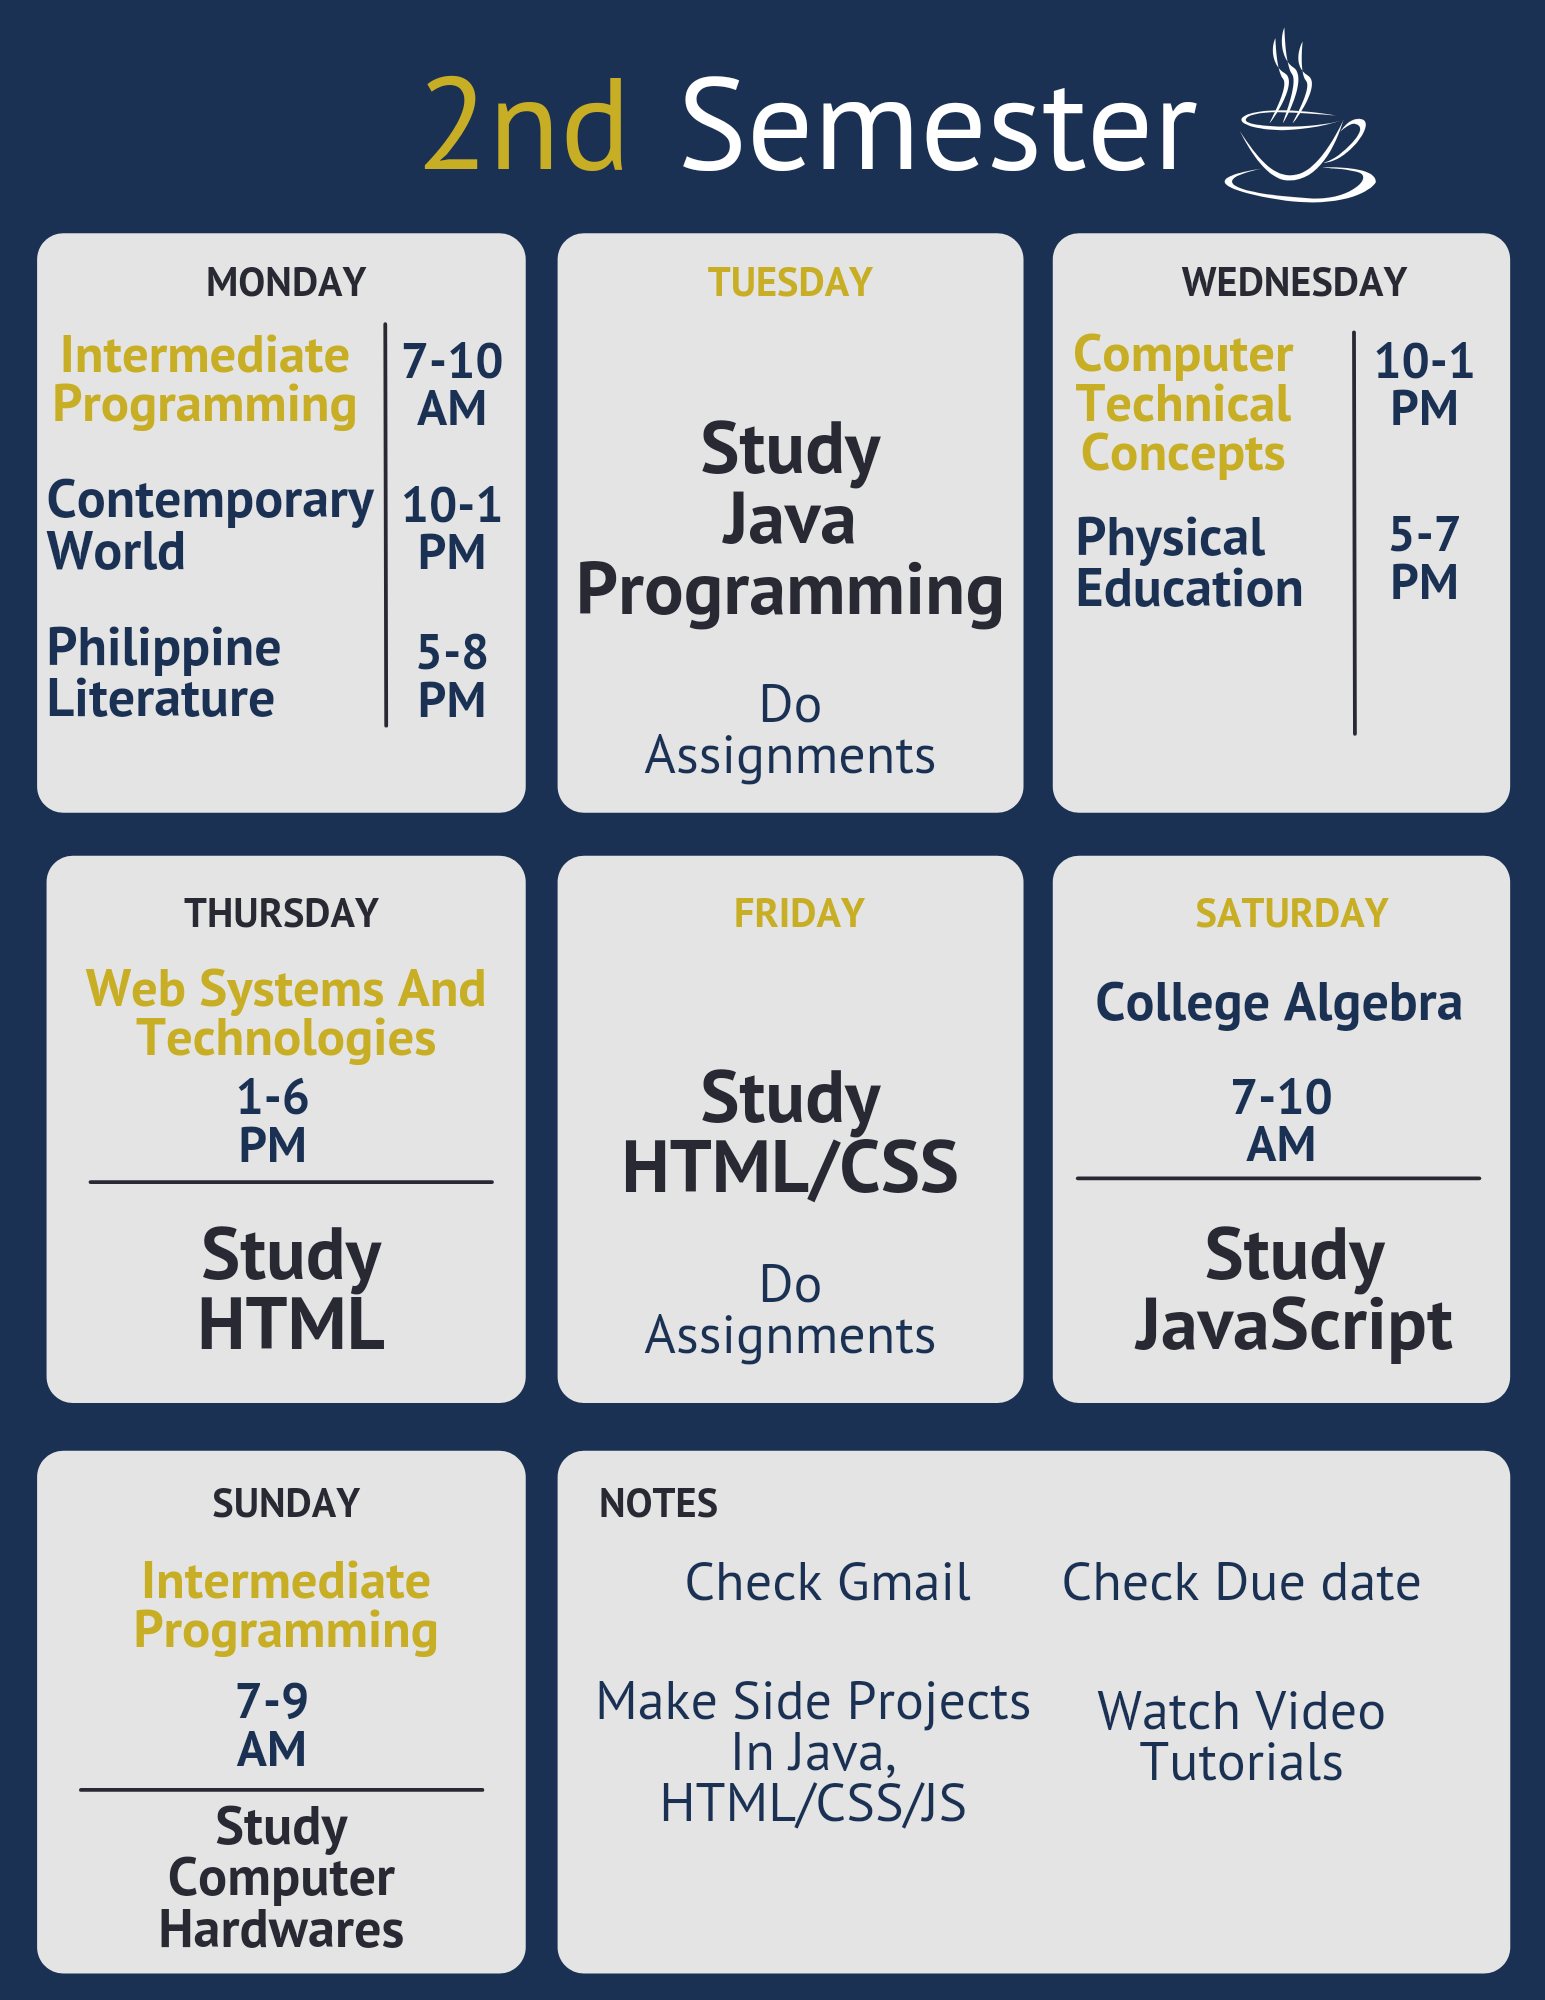 2nd Semester
MONDAY
Intermediate
Programming
7-10
AM
Contemporary
World
10-1
PM
Philippine
Literature
5-8
PM
TUESDAY
Study
Java
Programming
Do
Assignments
WEDNESDAY
Computer
Technical
Concepts
10-1
PM
Physical
Education
5-7
PM
THURSDAY
Web Systems And
Technologies
1-6
PM
Study
HTML
FRIDAY
Study
HTML/CSS
Do
Assignments
SATURDAY
College Algebra
7-10
AM
Study
JavaScript
SUNDAY
Intermediate
Programming
7-9
AM
Study
Computer
Hardwares
NOTES
Check Gmail
Check Due date
Make Side Projects
In Java,
HTML/CSS/JS
Watch Video
Tutorials